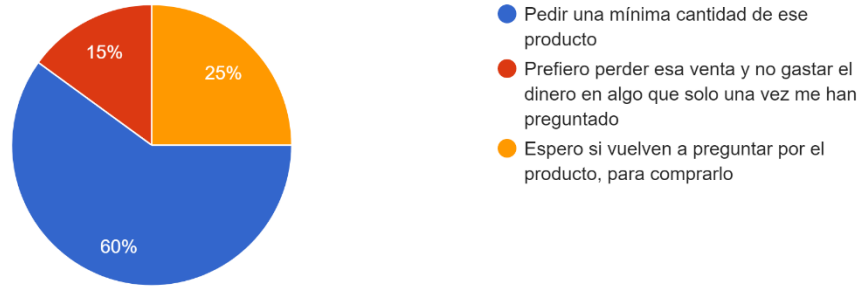 15%
25%
60%
Pedir una mínima cantidad de ese
producto
Prefiero perder esa venta y no gastar el
dinero en algo que solo una vez me han
preguntado
Espero si vuelven a preguntar por el
producto, para comprarlo